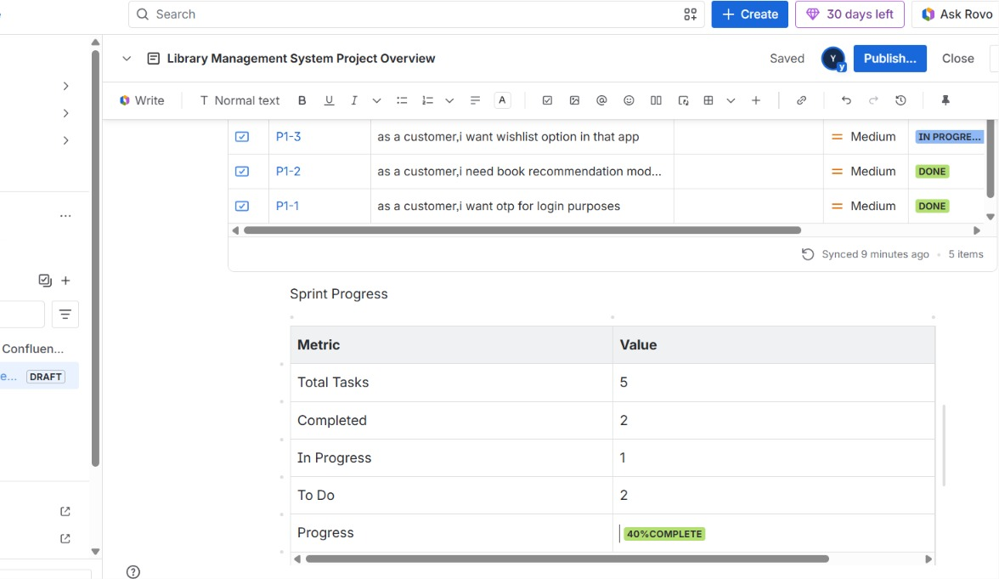 Search
Create
30 days left
Ask Rovo
Library Management System Project Overview
Saved
Y
y
Publish...
Close
Write
T Normal text B U I A
P1-3 as a customer,i want wishlist option in that app Medium IN PROGRE...
P1-2 as a customer,i need book recommendation mod... Medium DONE
P1-1 as a customer,i want otp for login purposes Medium DONE
Synced 9 minutes ago • 5 items
Confluen...
e... DRAFT
Sprint Progress
Metric Value
Total Tasks 5
Completed 2
In Progress 1
To Do 2
Progress 40%COMPLETE